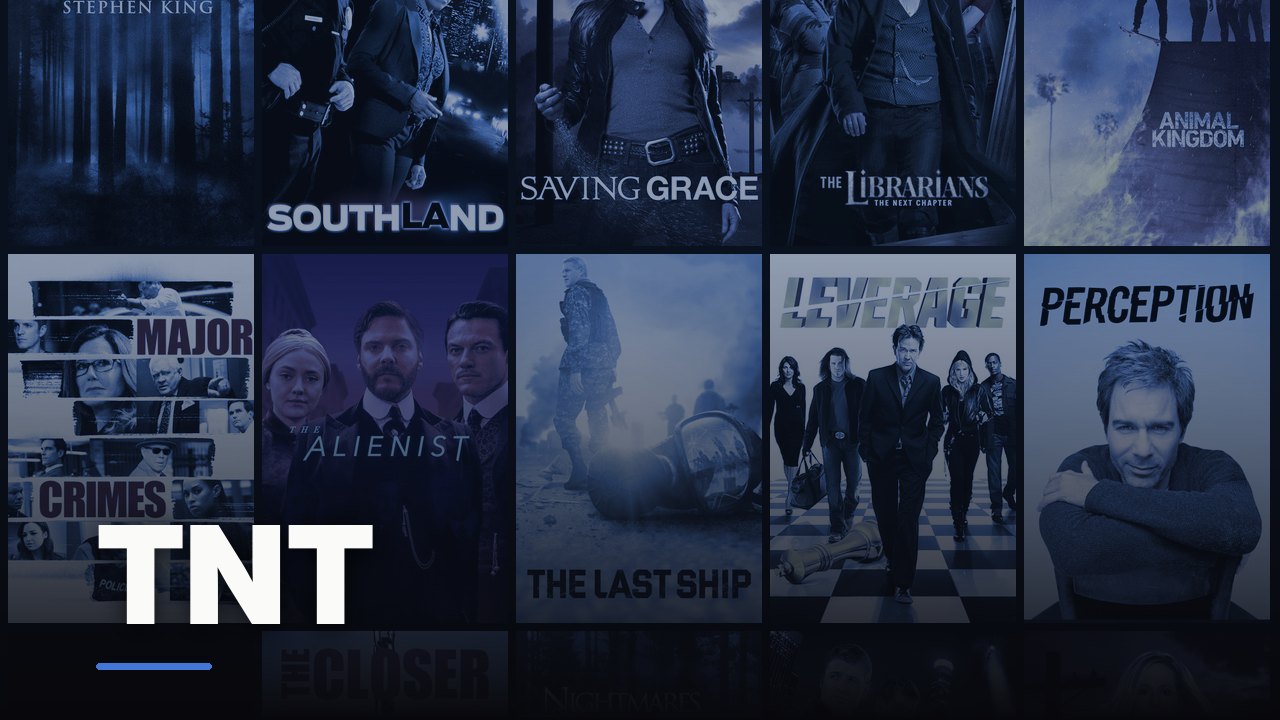 STEPHEN KING
SOUTHLAND
SAVING GRACE
THE LIBRARIANS
THE NEXT CHAPTER
ANIMAL
KINGDOM
MAJOR
CRIMES
POLICE
THE
ALIENIST
THE LAST SHIP
LEVERAGE
PERCEPTION
TNT
THE
CLOSER
NIGHTMARES